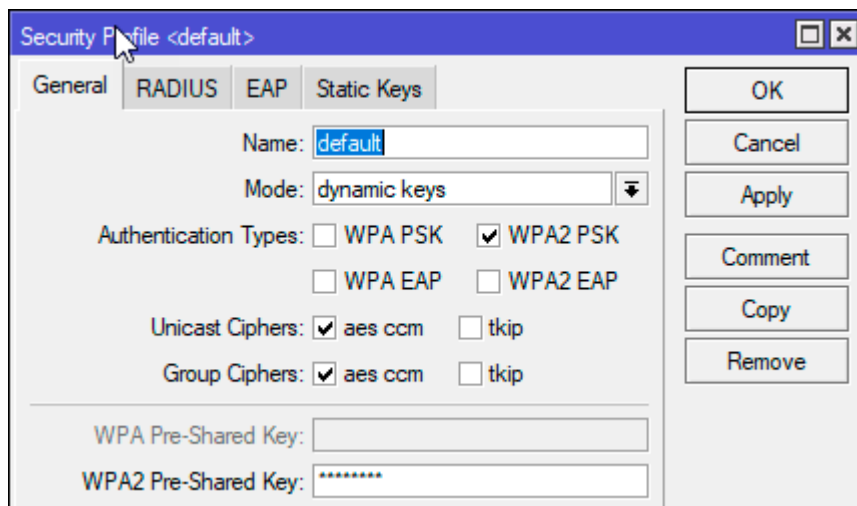 Security Profile <default>
General RADIUS EAP Static Keys
OK
Name: default
Cancel
Mode: dynamic keys
Apply
Authentication Types: WPA PSK WPA2 PSK
WPA EAP WPA2 EAP
Comment
Unicast Ciphers: aes ccm tkip
Copy
Group Ciphers: aes ccm tkip
Remove
WPA Pre-Shared Key:
WPA2 Pre-Shared Key: ********